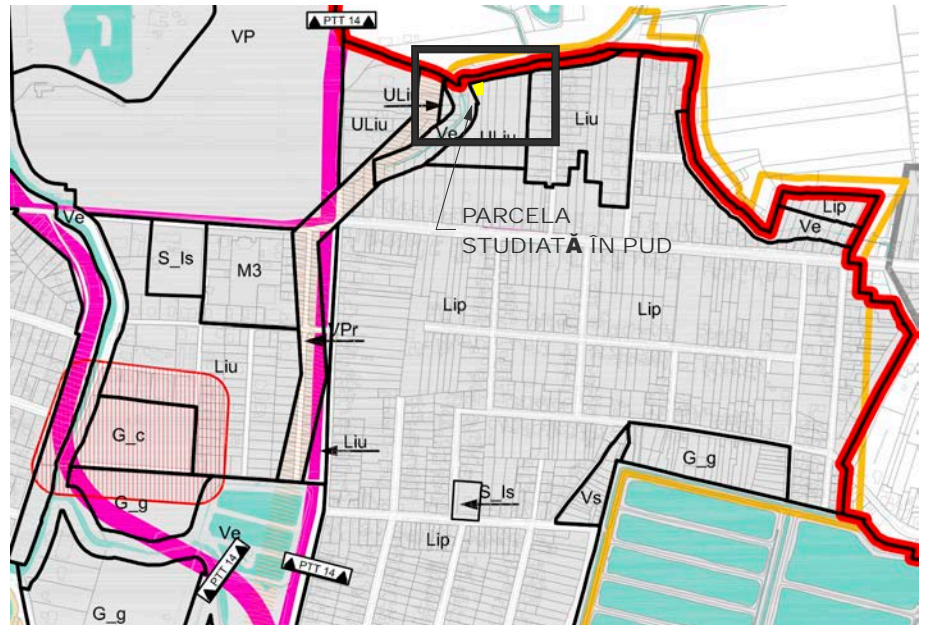 PTT 14
VP
ULiu
ULiu
Ve
ULiu
Liu
PARCELA
STUDIATĂ ÎN PUD
Lip
Ve
Ve
S_Is
M3
Lip
Lip
VPr
Liu
G_c
Liu
G_g
G_g
S_Is
Vs
Ve
Lip
PTT 14
PTT 14
G_g